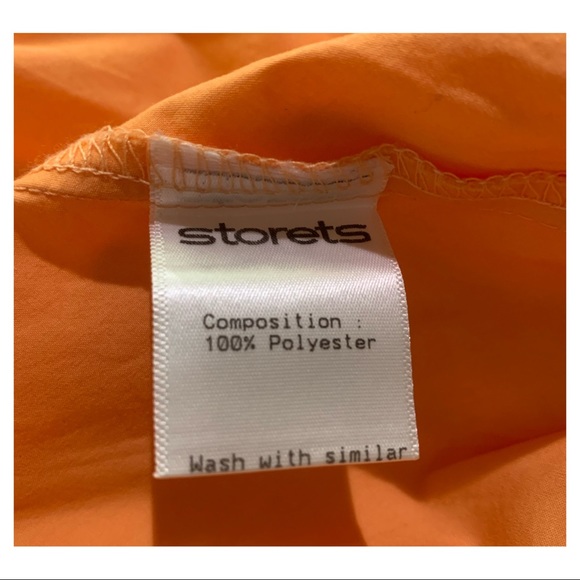 storets
Composition :
100% Polyester
Wash with similar